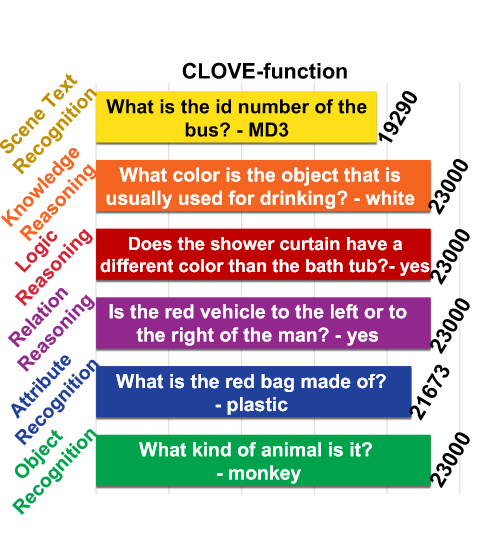 CLOVE-function
Scene Text
Recognition
What is the id number of the
bus? - MD3
19290
Knowledge
Reasoning
What color is the object that is
usually used for drinking? - white
23000
Logic
Reasoning
Does the shower curtain have a
different color than the bath tub?- yes
23000
Relation
Reasoning
Is the red vehicle to the left or to
the right of the man? - yes
23000
Attribute
Recognition
What is the red bag made of?
- plastic
21673
Object
Recognition
What kind of animal is it?
- monkey
23000